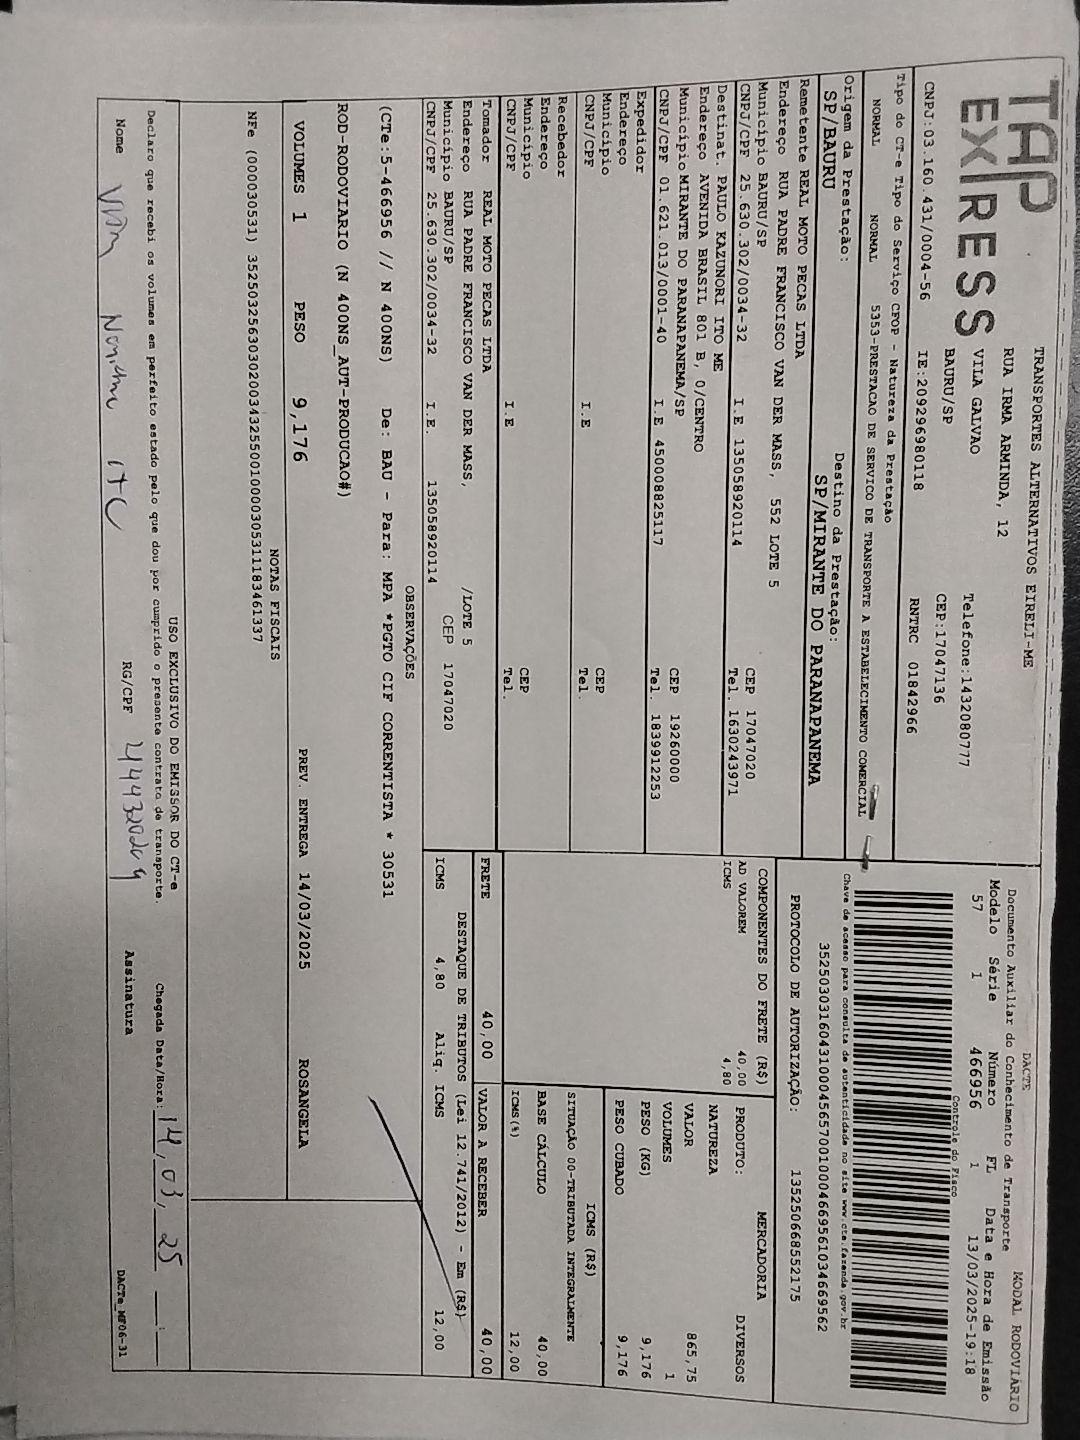 TAP
EXPRESS
TRANSPORTES ALTERNATIVOS EIRELI-ME
RUA IRMA ARMINDA, 12
VILA GALVAO
BAURU/SP
Telefone:1432080777
CEP:17047136
CNPJ:03.160.431/0004-56 IE:209296980118 RNTRC 01842966
DACTE
Documento Auxiliar do Conhecimento de Transporte
MODAL RODOVIÁRIO
Modelo Série Número FL Data e Hora de Emissão
57 1 466956 1 13/03/2025-19:18
Controle do Fisco
Tipo do CT-e Tipo do Serviço CFOP - Natureza da Prestação
NORMAL NORMAL 5353-PRESTACAO DE SERVICO DE TRANSPORTE A ESTABELECIMENTO COMERCIAL
Chave de acesso para consulta de autenticidade no site www.cte.fazenda.gov.br
35250303160431000456570010004669561034669562
Origem da Prestação: Destino da Prestação:
SP/BAURU SP/MIRANTE DO PARANAPANEMA
PROTOCOLO DE AUTORIZAÇÃO: 135250668552175
Remetente REAL MOTO PECAS LTDA
Endereço RUA PADRE FRANCISCO VAN DER MASS, 552 LOTE 5
Município BAURU/SP CEP 17047020
CNPJ/CPF 25.630.302/0034-32 I.E 135058920114 Tel. 1630243971
Destinat. PAULO KAZUNORI ITO ME
Endereço AVENIDA BRASIL 801 B, 0/CENTRO
Município MIRANTE DO PARANAPANEMA/SP CEP 19260000
CNPJ/CPF 01.621.013/0001-40 I.E 450008825117 Tel. 1839912253
Expedidor
Endereço
Município CEP
CNPJ/CPF I.E Tel.
Recebedor
Endereço
Município CEP
CNPJ/CPF I.E Tel.
Tomador REAL MOTO PECAS LTDA
Endereço RUA PADRE FRANCISCO VAN DER MASS, /LOTE 5
Município BAURU/SP CEP 17047020
CNPJ/CPF 25.630.302/0034-32 I.E. 135058920114
COMPONENTES DO FRETE (R$)
AD VALOREM 40,00
ICMS 4,80
MERCADORIA
PRODUTO: DIVERSOS
NATUREZA
VALOR 865,75
VOLUMES 1
PESO (KG) 9,176
PESO CUBADO 9,176
ICMS (R$)
SITUAÇÃO 00-TRIBUTADA INTEGRALMENTE
BASE CÁLCULO 40,00
ICMS(%) 12,00
FRETE 40,00 VALOR A RECEBER 40,00
DESTAQUE DE TRIBUTOS (Lei 12.741/2012) - Em (R$)
ICMS 4,80 Aliq. ICMS 12,00
OBSERVAÇÕES
(CTe:5-466956 // N 400NS) De: BAU - Para: MPA *PGTO CIF CORRENTISTA * 30531
ROD-RODOVIARIO (N 400NS_AUT-PRODUCAO#)
VOLUMES 1 PESO 9,176 PREV. ENTREGA 14/03/2025 ROSANGELA
NOTAS FISCAIS
NFe (00030531) 35250325630302003432550010000305311183461337
USO EXCLUSIVO DO EMISSOR DO CT-e
Declaro que recebi os volumes em perfeito estado pelo que dou por cumprido o presente contrato de transporte.
Chegada Data/Hora: 14, 03, 25
Nome RG/CPF 444320209 Assinatura DACTe_MF06-31